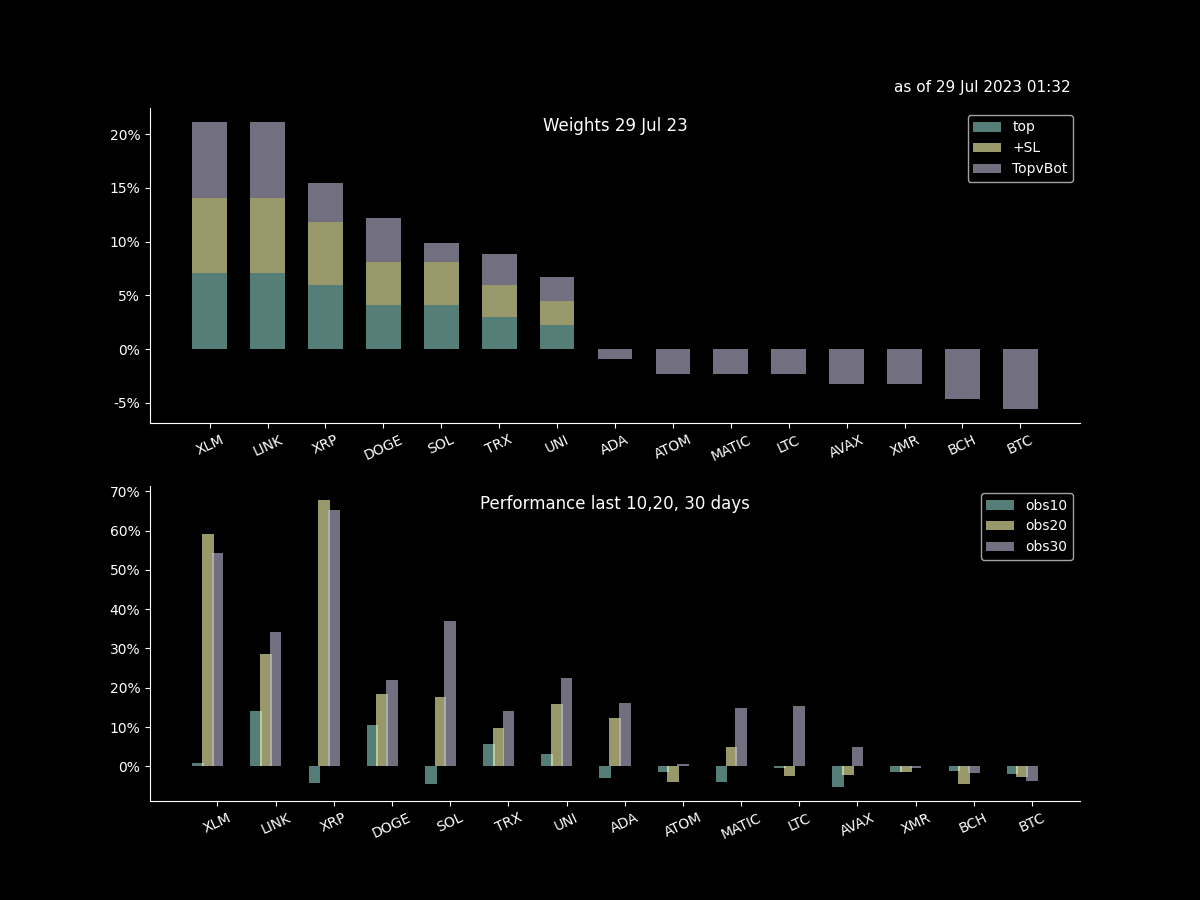 as of 29 Jul 2023 01:32
Weights 29 Jul 23
top
+SL
TopvBot
20%
15%
10%
5%
0%
-5%
XLM LINK XRP DOGE SOL TRX UNI ADA ATOM MATIC LTC AVAX XMR BCH BTC
Performance last 10,20, 30 days
obs10
obs20
obs30
70%
60%
50%
40%
30%
20%
10%
0%
XLM LINK XRP DOGE SOL TRX UNI ADA ATOM MATIC LTC AVAX XMR BCH BTC